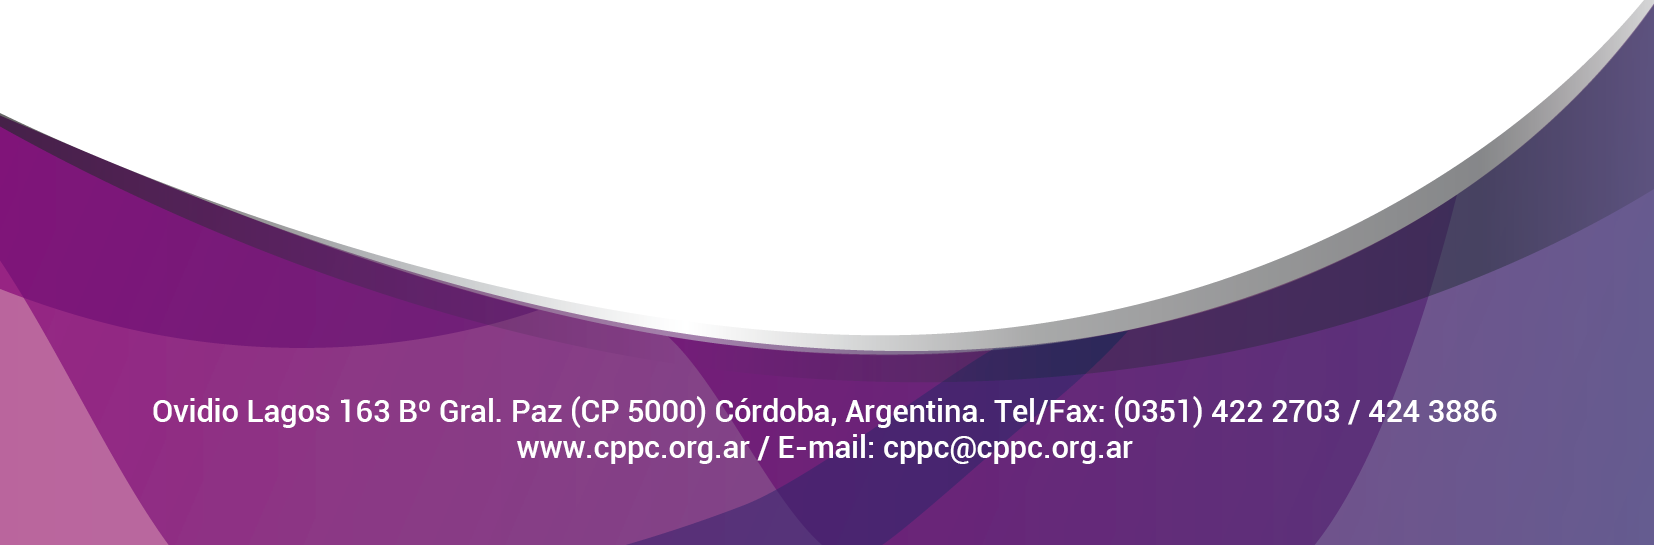 Ovidio Lagos 163 Bº Gral. Paz (CP 5000) Córdoba, Argentina. Tel/Fax: (0351) 422 2703 / 424 3886
www.cppc.org.ar / E-mail: cppc@cppc.org.ar